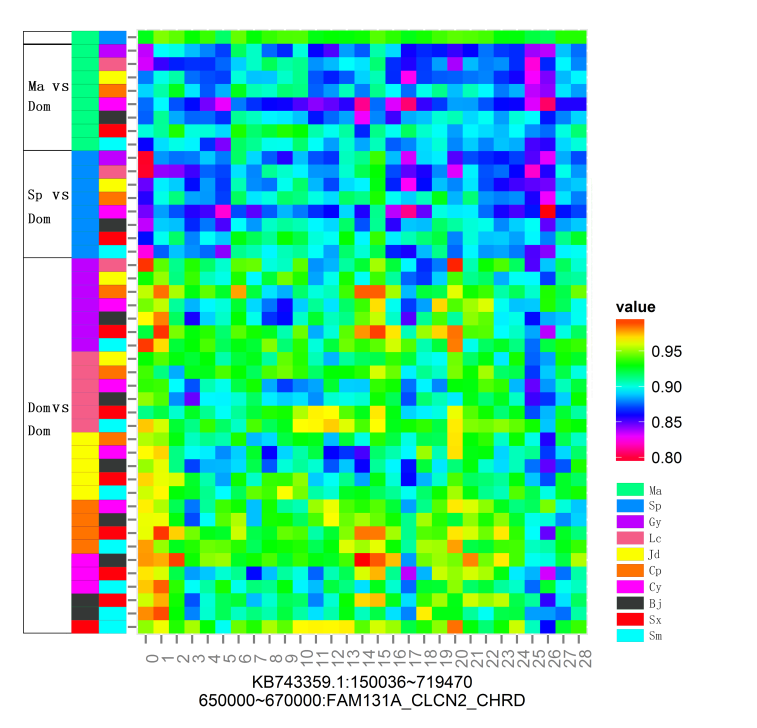 Ma vs
Dom
Sp vs
Dom
Dom vs
Dom
0 1 2 3 4 5 6 7 8 9 10 11 12 13 14 15 16 17 18 19 20 21 22 23 24 25 26 27 28
KB743359.1:150036~719470
650000~670000:FAM131A_CLCN2_CHRD
value
0.95
0.90
0.85
0.80
Ma
Sp
Gy
Lc
Jd
Cp
Cy
Bj
Sx
Sm